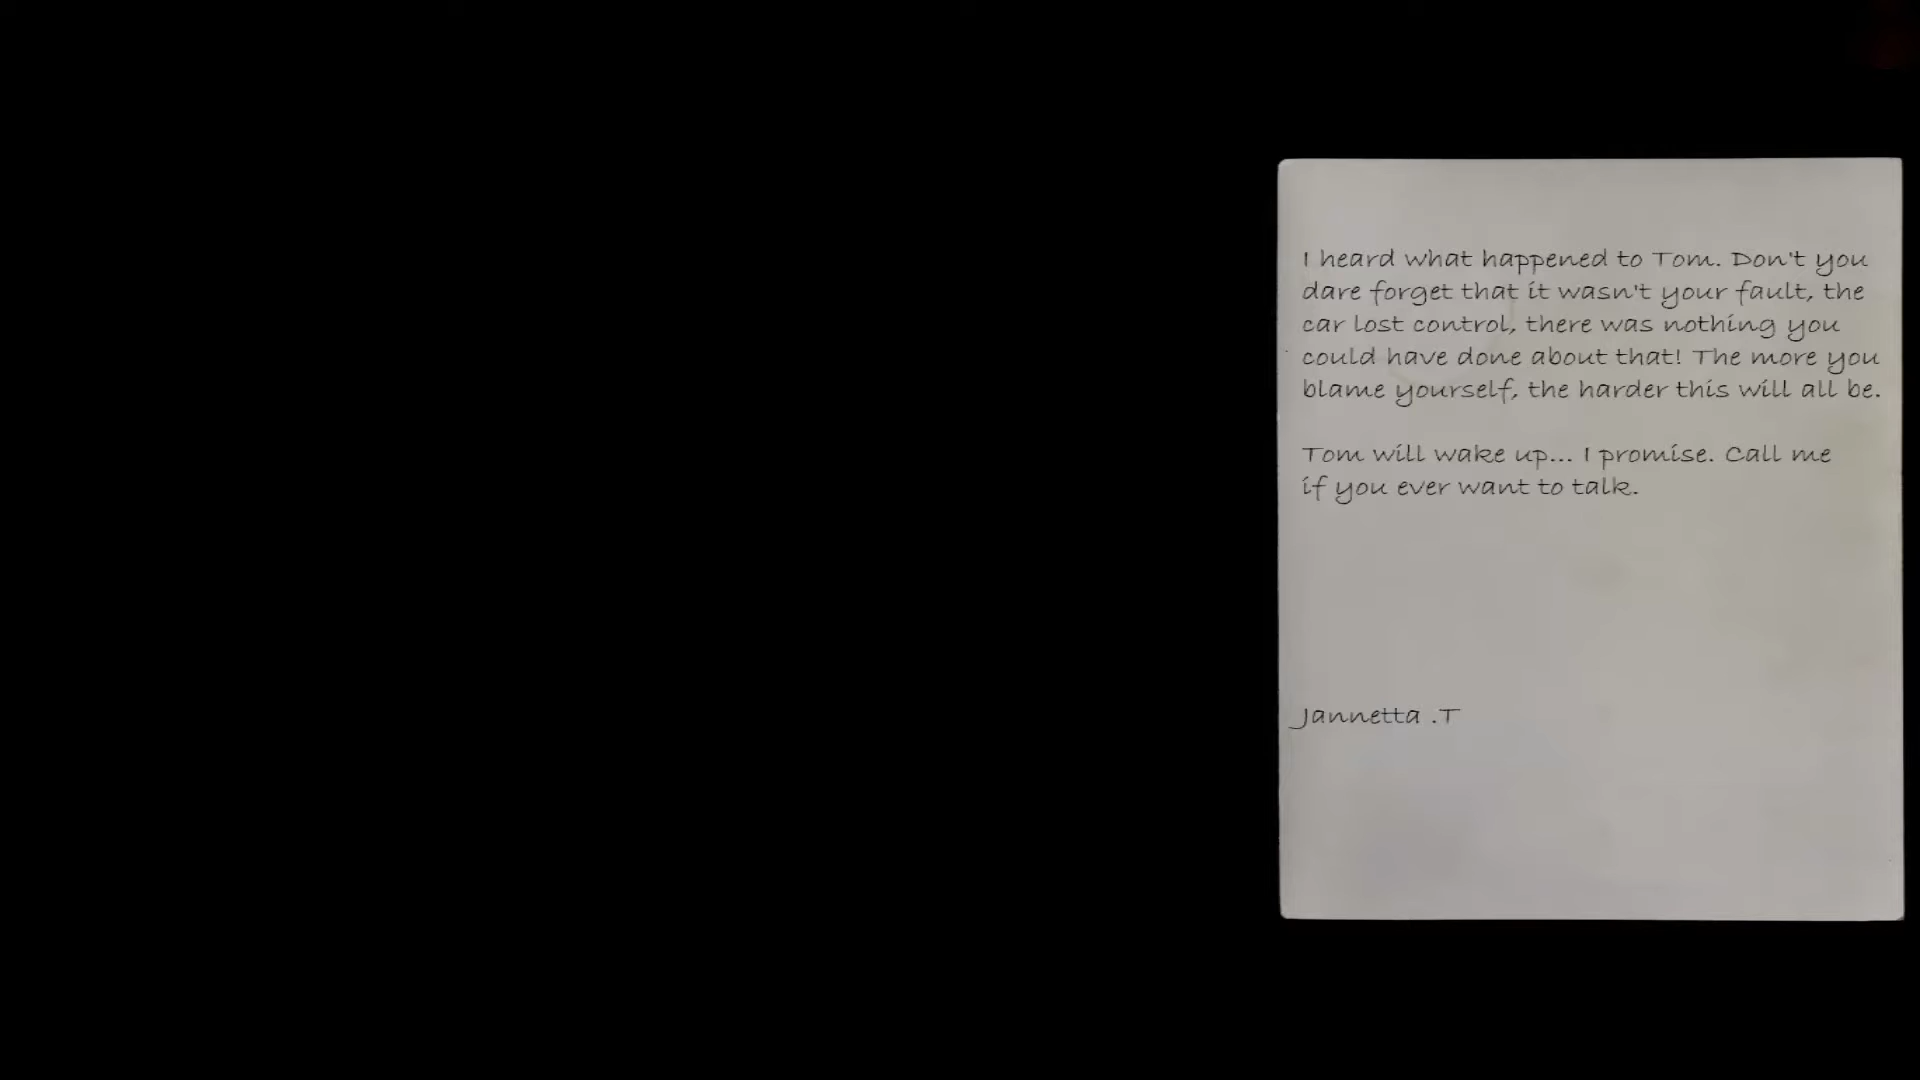 I heard what happened to Tom. Don't you
dare forget that it wasn't your fault, the
car lost control, there was nothing you
could have done about that! The more you
blame yourself, the harder this will all be.
Tom will wake up... I promise. Call me
if you ever want to talk.
Jannetta .T